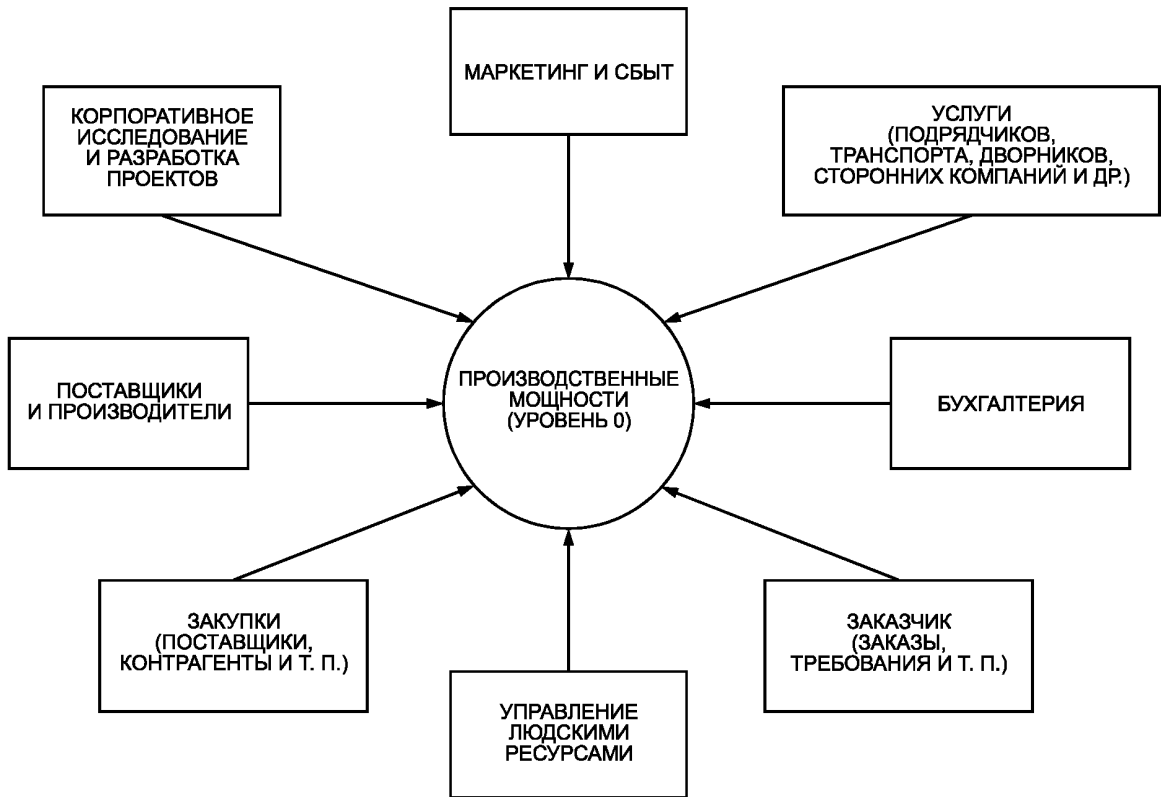 МАРКЕТИНГ И СБЫТ
КОРПОРАТИВНОЕ
ИССЛЕДОВАНИЕ
И РАЗРАБОТКА
ПРОЕКТОВ
УСЛУГИ
(ПОДРЯДЧИКОВ,
ТРАНСПОРТА, ДВОРНИКОВ,
СТОРОННИХ КОМПАНИЙ И ДР.)
ПОСТАВЩИКИ
И ПРОИЗВОДИТЕЛИ
ПРОИЗВОДСТВЕННЫЕ
МОЩНОСТИ
(УРОВЕНЬ 0)
БУХГАЛТЕРИЯ
ЗАКУПКИ
(ПОСТАВЩИКИ,
КОНТРАГЕНТЫ И Т. П.)
УПРАВЛЕНИЕ
ЛЮДСКИМИ
РЕСУРСАМИ
ЗАКАЗЧИК
(ЗАКАЗЫ,
ТРЕБОВАНИЯ И Т. П.)